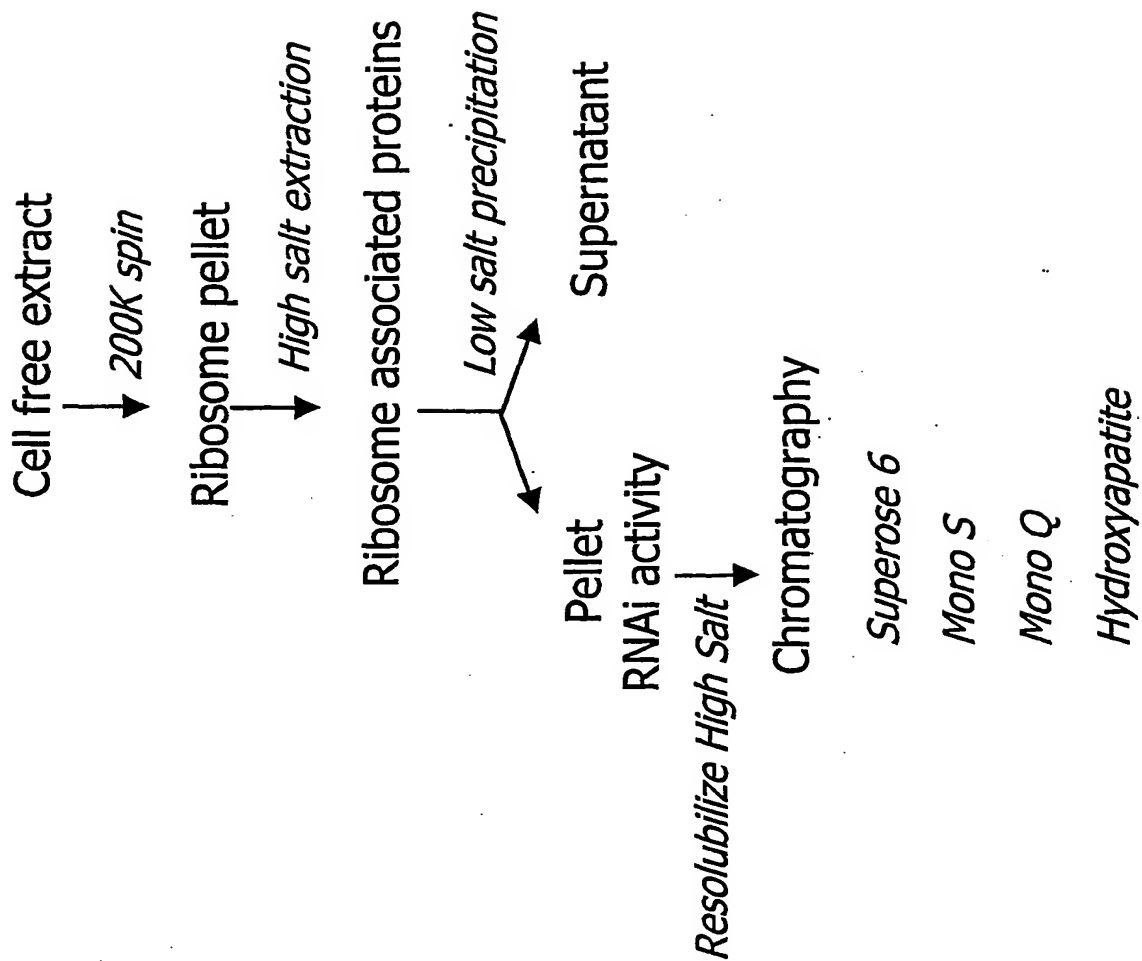 Cell free extract
200K spin
Ribosome pellet
High salt extraction
Ribosome associated proteins
Low salt precipitation
Pellet
RNAi activity
Supernatant
Resolubilize High Salt
Chromatography
Superose 6
Mono S
Mono Q
Hydroxyapatite